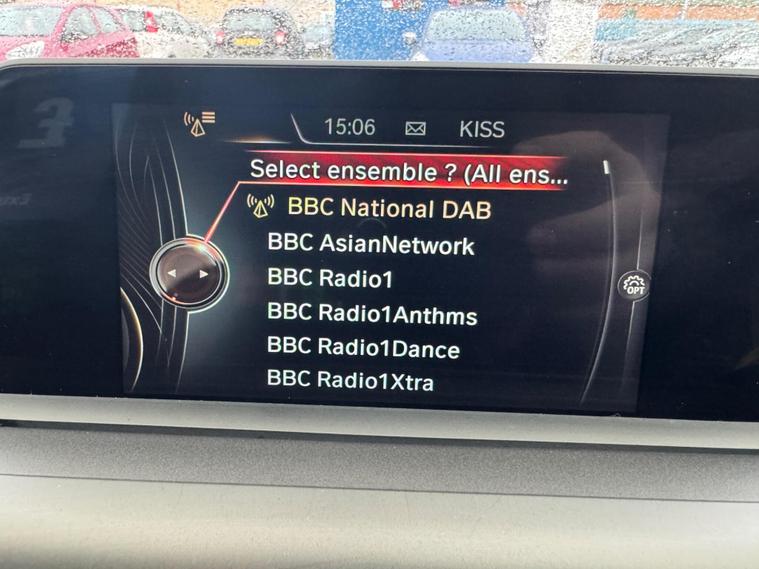 15:06 KISS
Select ensemble ? (All ens...
BBC National DAB
BBC AsianNetwork
BBC Radio1
OPT
BBC Radio1Anthms
BBC Radio1Dance
BBC Radio1Xtra